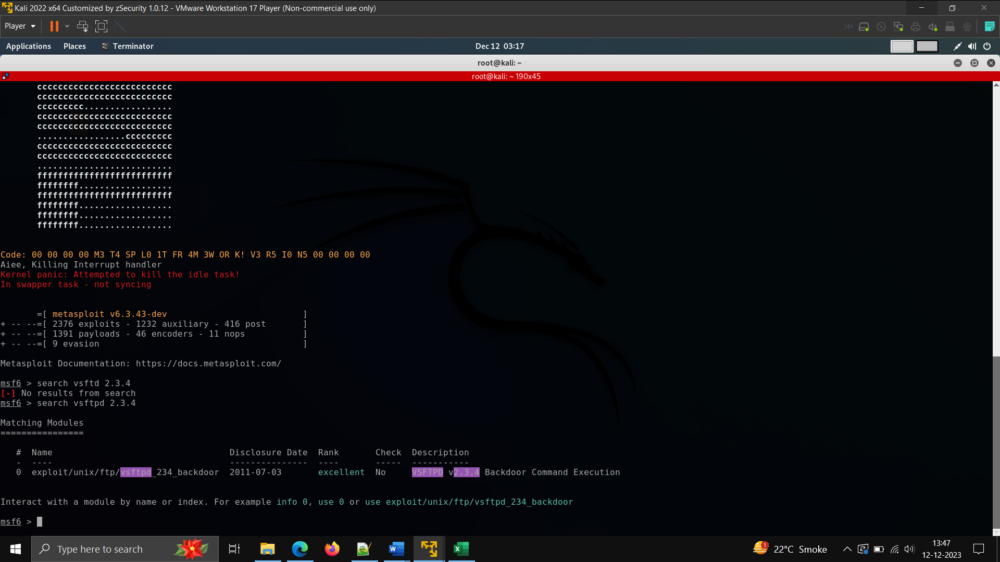 Kali 2022 x64 Customized by zSecurity 1.0.12 - VMware Workstation 17 Player (Non-commercial use only)
Player
Applications Places Terminator Dec 12 03:17
root@kali: ~
root@kali: ~ 190x45
cccccccccccccccccccccccccc
cccccccccccccccccccccccccc
ccccccccc.................
cccccccccccccccccccccccccc
cccccccccccccccccccccccccc
.................ccccccccc
cccccccccccccccccccccccccc
cccccccccccccccccccccccccc
..........................
ffffffffffffffffffffffffff
ffffffff..................
ffffffffffffffffffffffffff
ffffffff..................
ffffffff..................
ffffffff..................
Code: 00 00 00 00 M3 T4 SP L0 1T FR 4M 3W OR K! V3 R5 I0 N5 00 00 00 00
Aiee, Killing Interrupt handler
Kernel panic: Attempted to kill the idle task!
In swapper task - not syncing
=[ metasploit v6.3.43-dev ]
+ -- --=[ 2376 exploits - 1232 auxiliary - 416 post ]
+ -- --=[ 1391 payloads - 46 encoders - 11 nops ]
+ -- --=[ 9 evasion ]
Metasploit Documentation: https://docs.metasploit.com/
msf6 > search vsftd 2.3.4
[-] No results from search
msf6 > search vsftpd 2.3.4
Matching Modules
================
# Name Disclosure Date Rank Check Description
- ---- --------------- ---- ----- -----------
0 exploit/unix/ftp/vsftpd_234_backdoor 2011-07-03 excellent No VSFTPD v2.3.4 Backdoor Command Execution
Interact with a module by name or index. For example info 0, use 0 or use exploit/unix/ftp/vsftpd_234_backdoor
msf6 >
Type here to search
1
22°C Smoke
13:47
12-12-2023